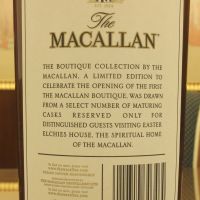 The
MACALLAN
THE BOUTIQUE COLLECTION BY THE
MACALLAN, A LIMITED EDITION TO
CELEBRATE THE OPENING OF THE FIRST
THE MACALLAN BOUTIQUE, WAS DRAWN
FROM A SELECT NUMBER OF MATURING
CASKS RESERVED ONLY FOR
DISTINGUISHED GUESTS VISITING EASTER
ELCHIES HOUSE, THE SPIRITUAL HOME
OF THE MACALLAN.